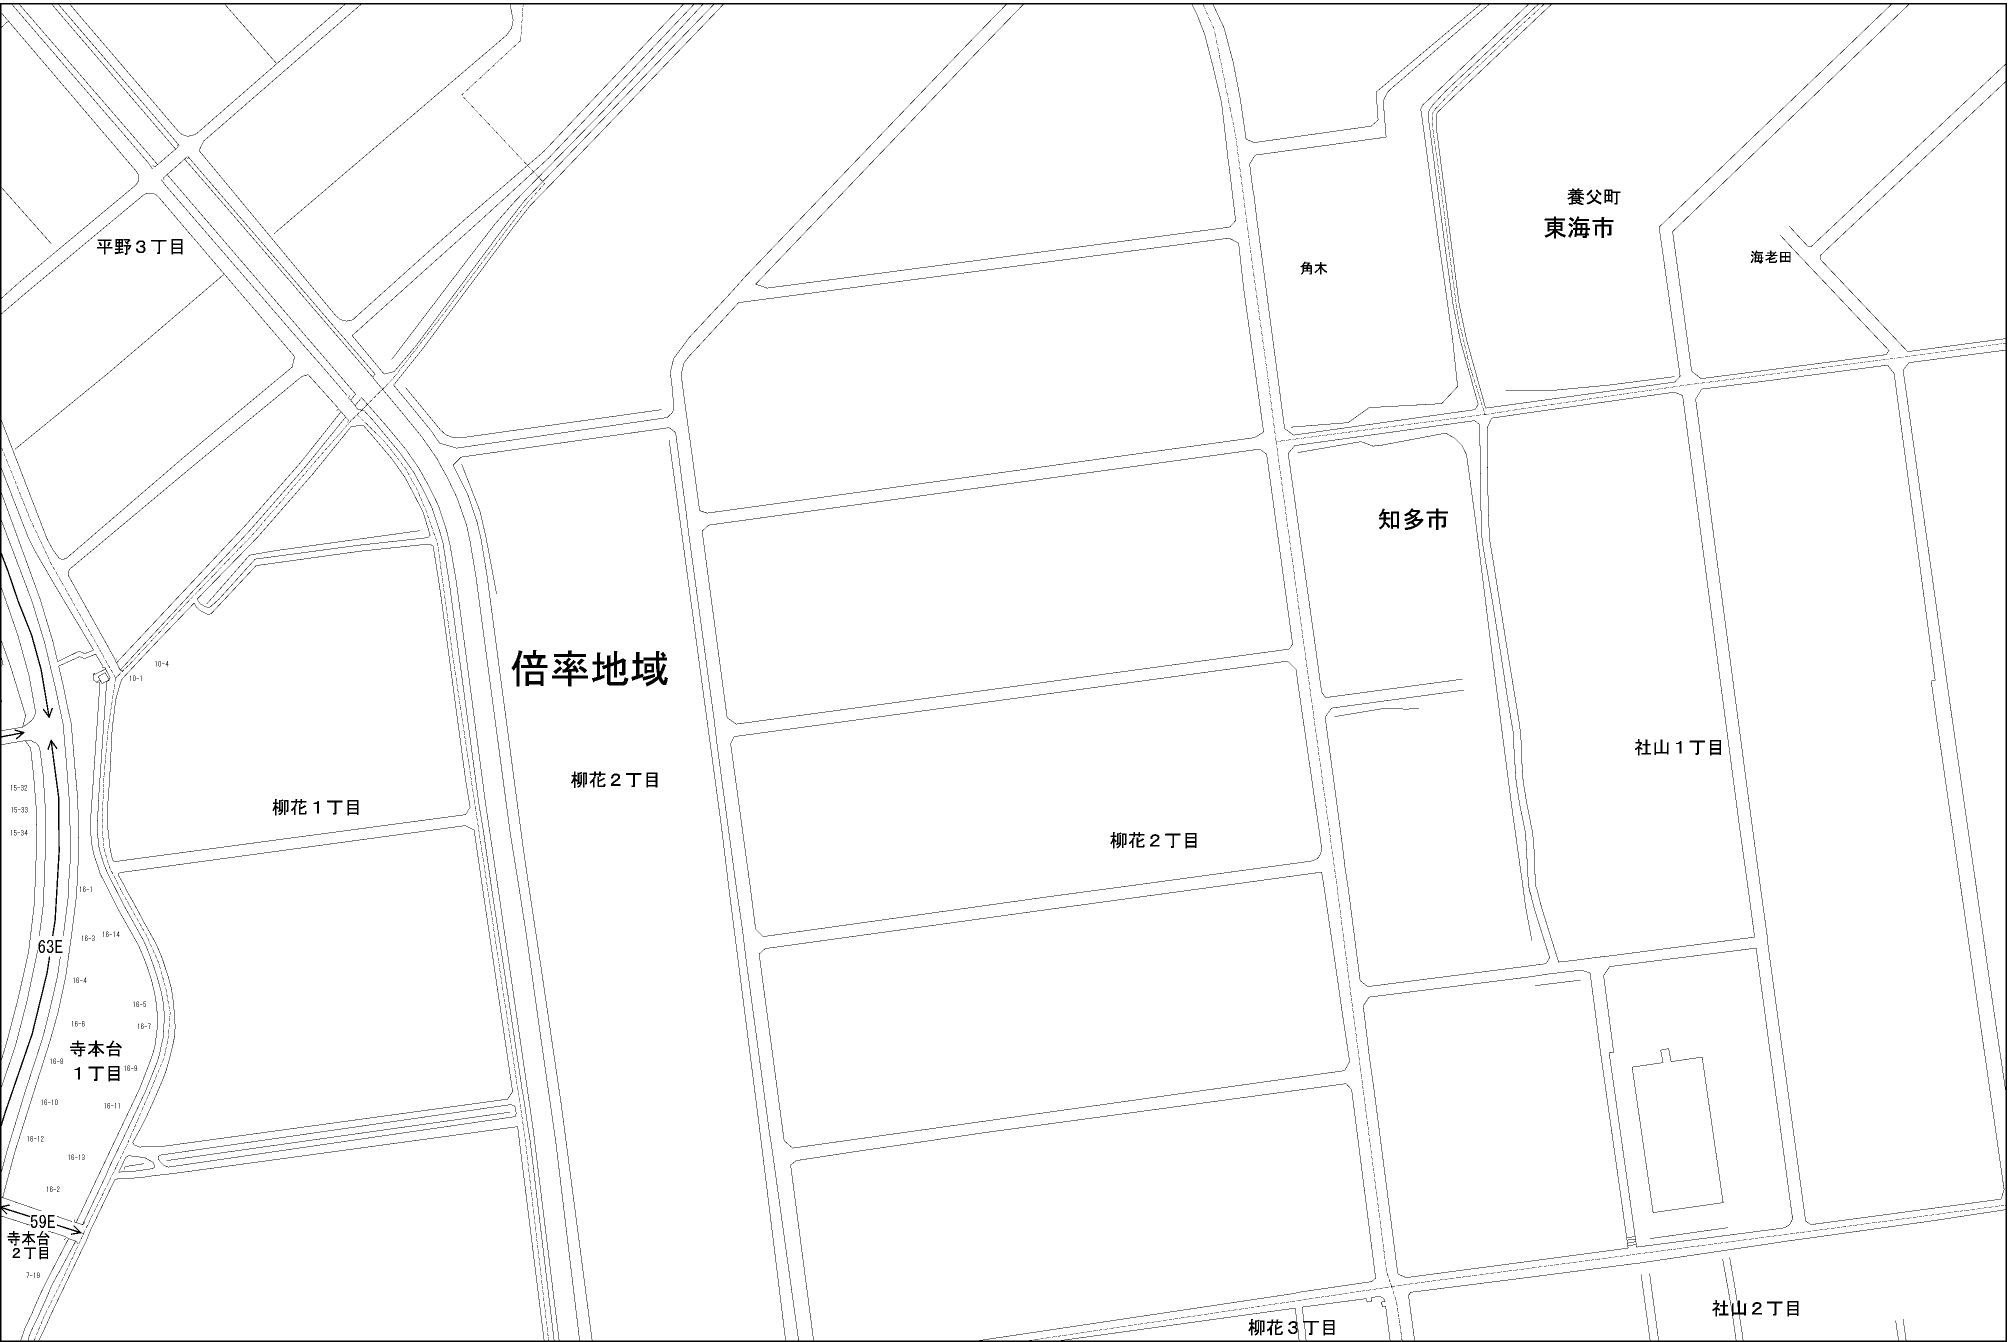 養父町
東海市
平野３丁目
海老田
角木
知多市
10-4
倍率地域
10-1
社山１丁目
柳花２丁目
15-32
柳花１丁目
15-33
15-34
柳花２丁目
16-1
16-14
16-3
63E
16-4
16-5
16-6
16-7
寺本台
１丁目
16-8
16-9
16-10
16-11
16-12
16-13
16-2
59E
寺本台
２丁目
7-19
社山２丁目
柳花３丁目